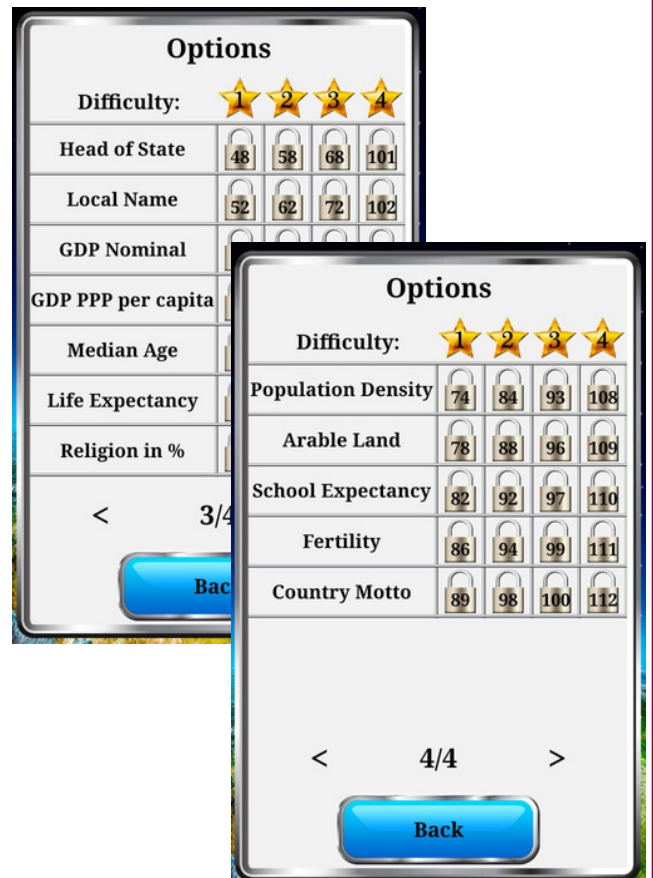 Options
Difficulty: 1 2 3 4
Head of State 48 58 68 101
Local Name 52 62 72 102
GDP Nominal
GDP PPP per capita
Median Age
Life Expectancy
Religion in %
< 3/4
Bac
Options
Difficulty: 1 2 3 4
Population Density 74 84 93 108
Arable Land 78 88 96 109
School Expectancy 82 92 97 110
Fertility 86 94 99 111
Country Motto 89 98 100 112
< 4/4 >
Back